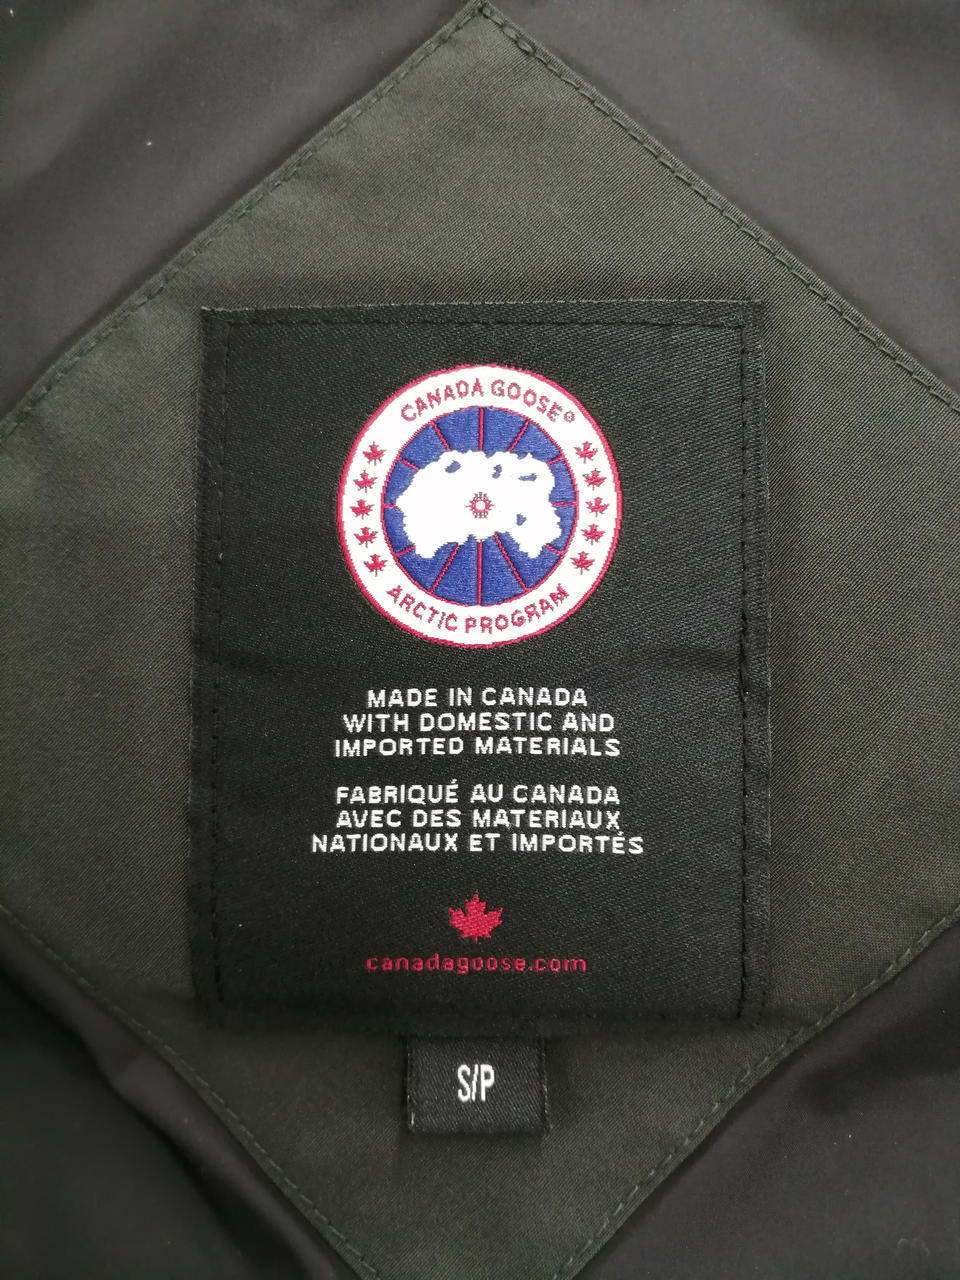 CANADA GOOSE®
ARCTIC PROGRAM
MADE IN CANADA
WITH DOMESTIC AND
IMPORTED MATERIALS
FABRIQUÉ AU CANADA
AVEC DES MATERIAUX
NATIONAUX ET IMPORTÉS
canadagoose.com
S/P